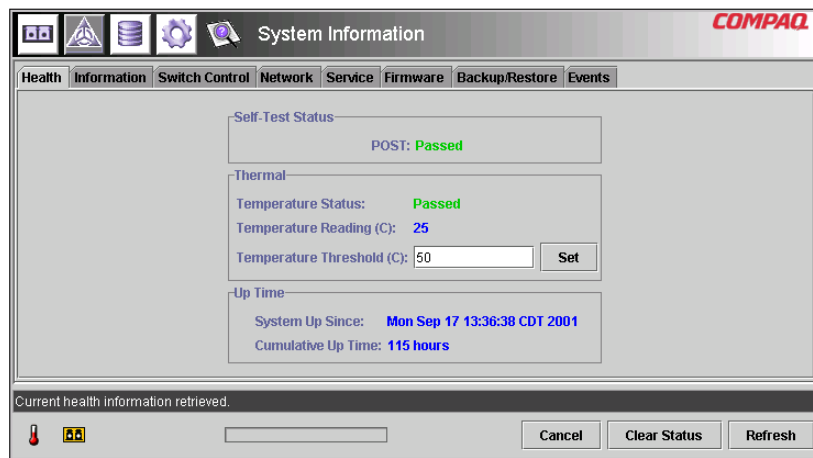 System Information
COMPAQ
Health Information Switch Control Network Service Firmware Backup/Restore Events
Self-Test Status
POST: Passed
Thermal
Temperature Status: Passed
Temperature Reading (C): 25
Temperature Threshold (C): 50 Set
Up Time
System Up Since: Mon Sep 17 13:36:38 CDT 2001
Cumulative Up Time: 115 hours
Current health information retrieved.
Cancel Clear Status Refresh